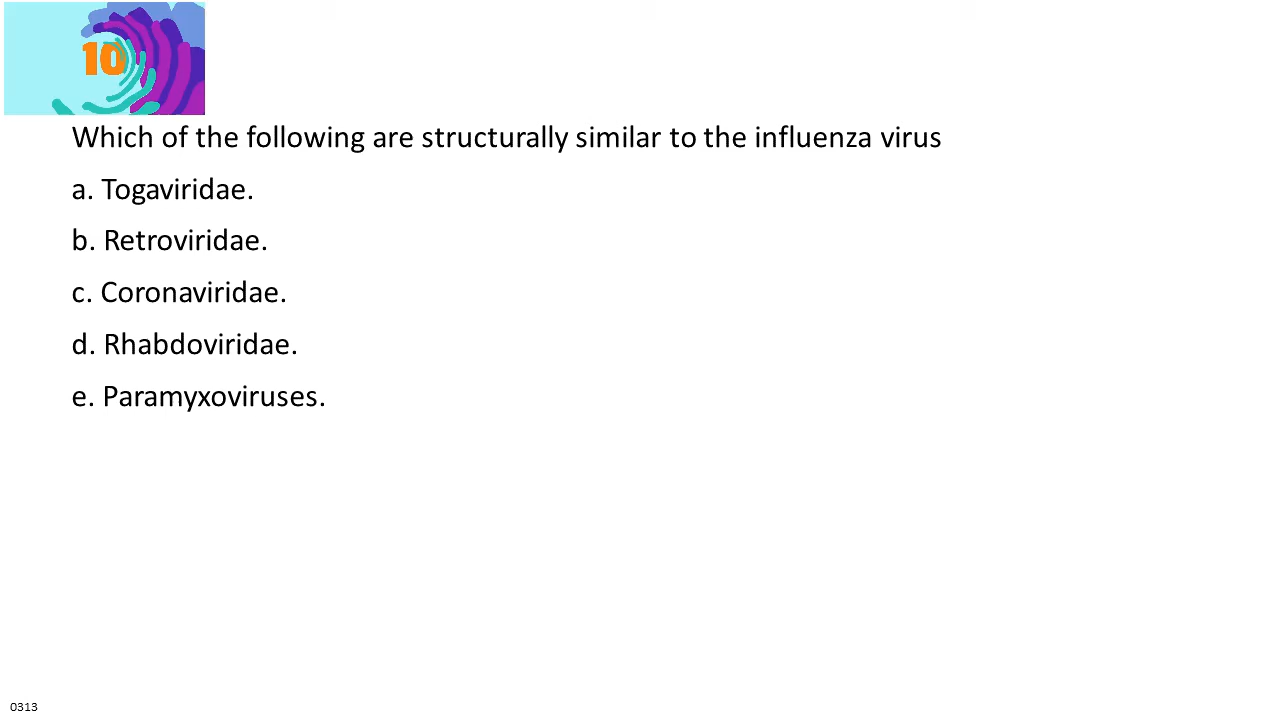 10
Which of the following are structurally similar to the influenza virus
a. Togaviridae.
b. Retroviridae.
c. Coronaviridae.
d. Rhabdoviridae.
e. Paramyxoviruses.
0313